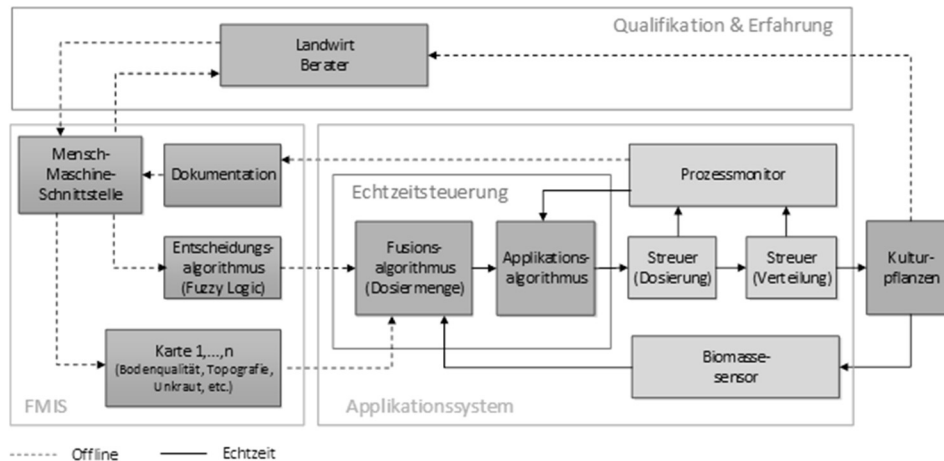 Qualifikation & Erfahrung
Landwirt
Berater
Mensch-
Maschine-
Schnittstelle
Dokumentation
Entscheidungs-
algorithmus
(Fuzzy Logic)
Karte 1,...,n
(Bodenqualität, Topografie,
Unkraut, etc.)
FMIS
Echtzeitsteuerung
Fusions-
algorithmus
(Dosiermenge)
Applikations-
algorithmus
Prozessmonitor
Streuer
(Dosierung)
Streuer
(Verteilung)
Kultur-
pflanzen
Biomasse-
sensor
Applikationssystem
Offline
Echtzeit